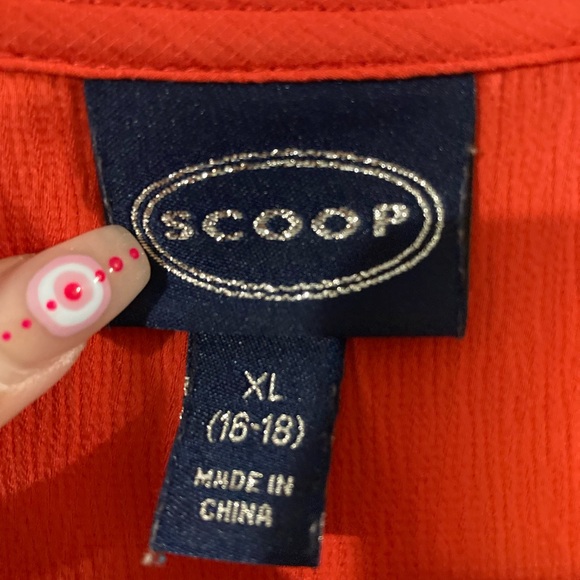 SCOOP
XL
(16-18)
MADE IN
CHINA